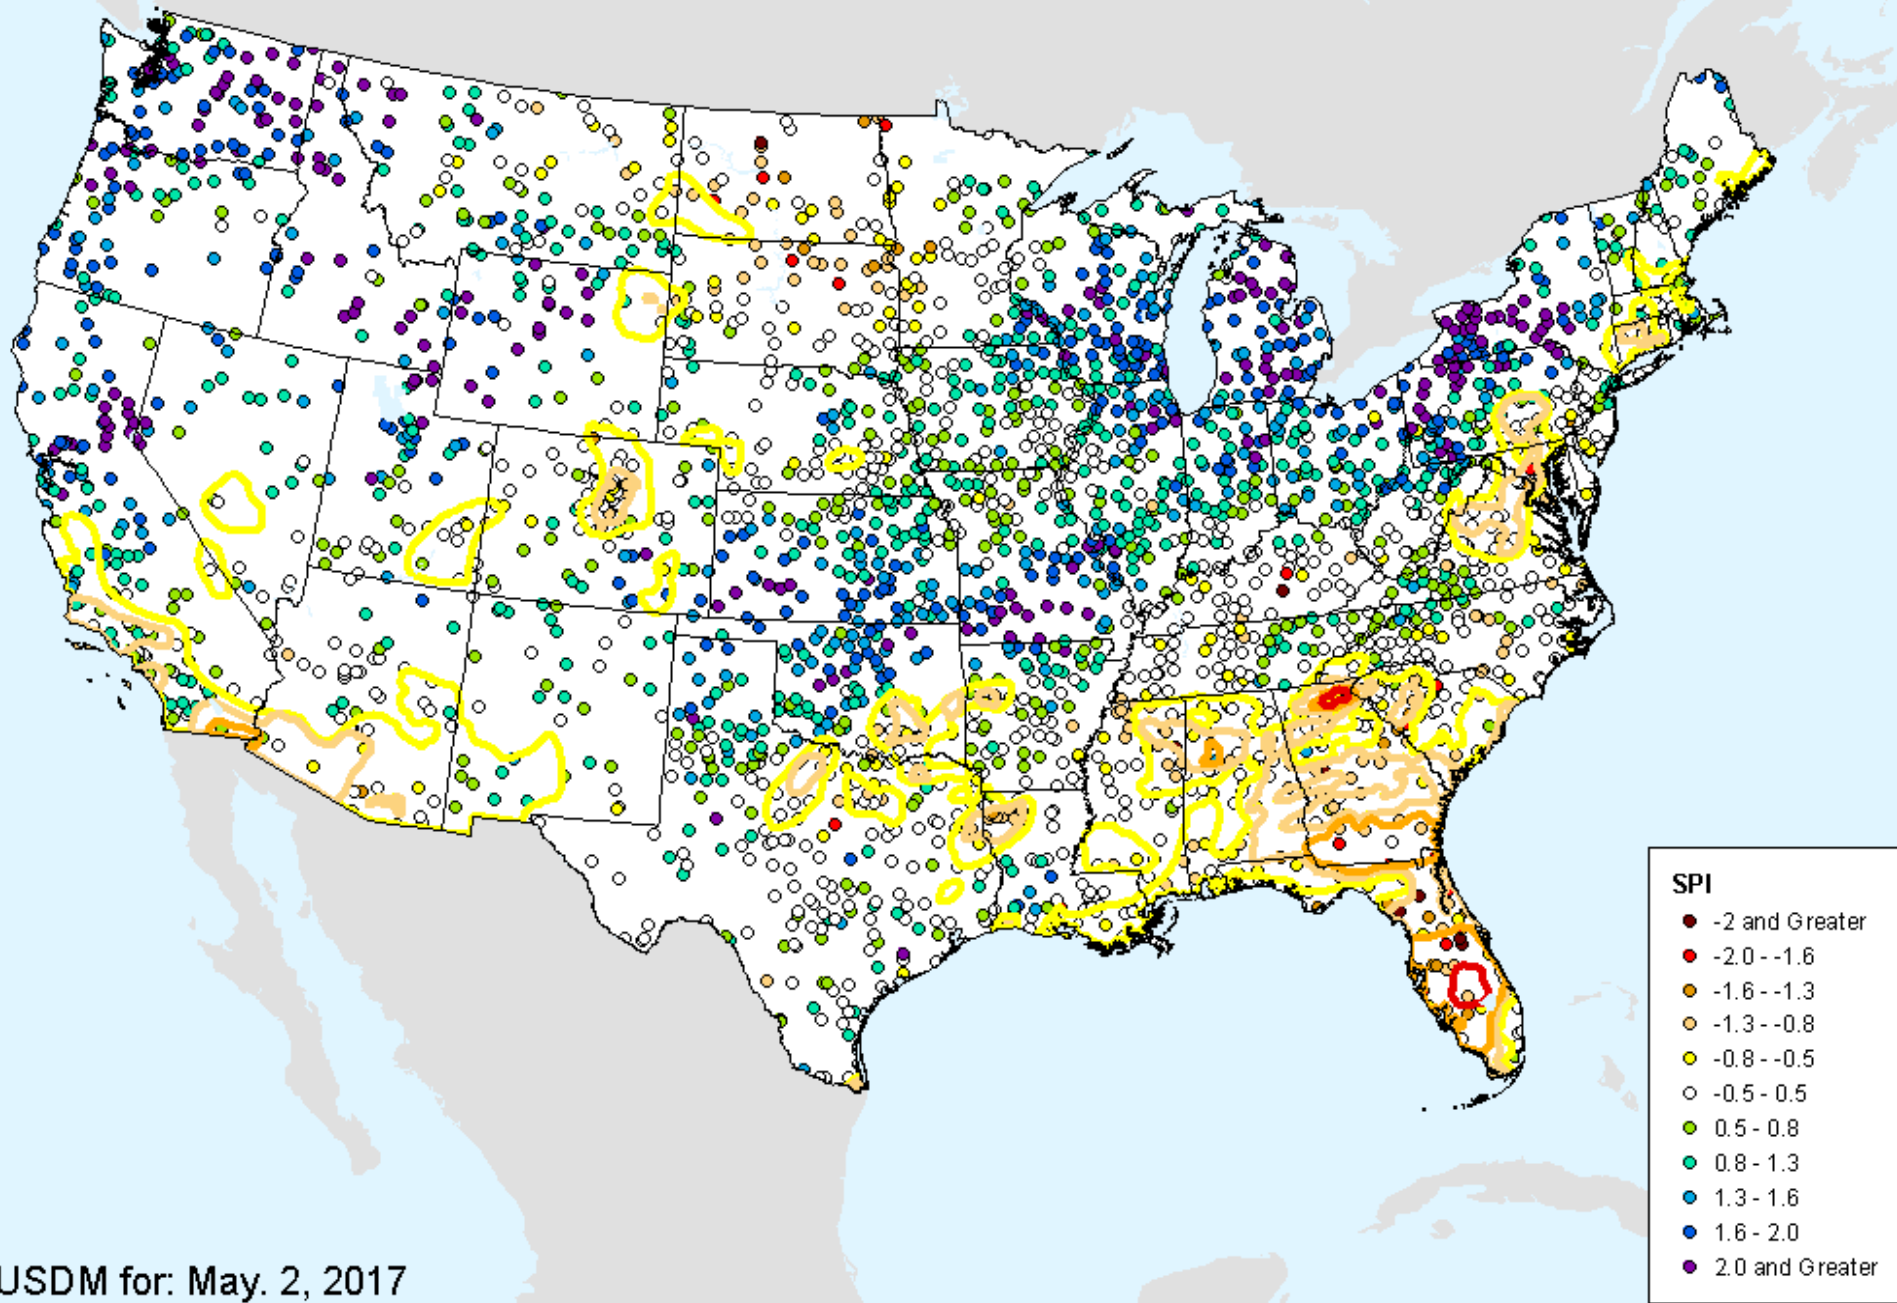 SPI
-2 and Greater
-2.0 - -1.6
-1.6 - -1.3
-1.3 - -0.8
-0.8 - -0.5
-0.5 - 0.5
0.5 - 0.8
0.8 - 1.3
1.3 - 1.6
1.6 - 2.0
2.0 and Greater
USDM for: May. 2, 2017